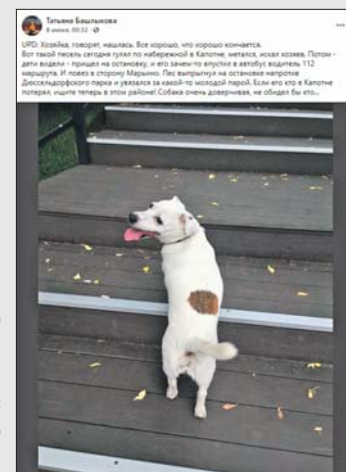 Татьяна Башлыкова
8 июня, 00:32
UPD: Хозяйка, говорят, нашлась. Все хорошо, что хорошо кончается.
Вот такой песель сегодня гулял по набережной в Капотне, метался, искал хозяев. Потом -
дети видели - пришел на остановку, и его зачем-то впустил в автобус водитель 112
маршрута. И повез в сторону Марьино. Пес выпрыгнул на остановке напротив
Дюссельдорфского парка и увязался за какой-то молодой парой. Если его кто в Капотне
потерял, ищите теперь в этом районе! Собака очень доверчивая, не обидел бы кто...